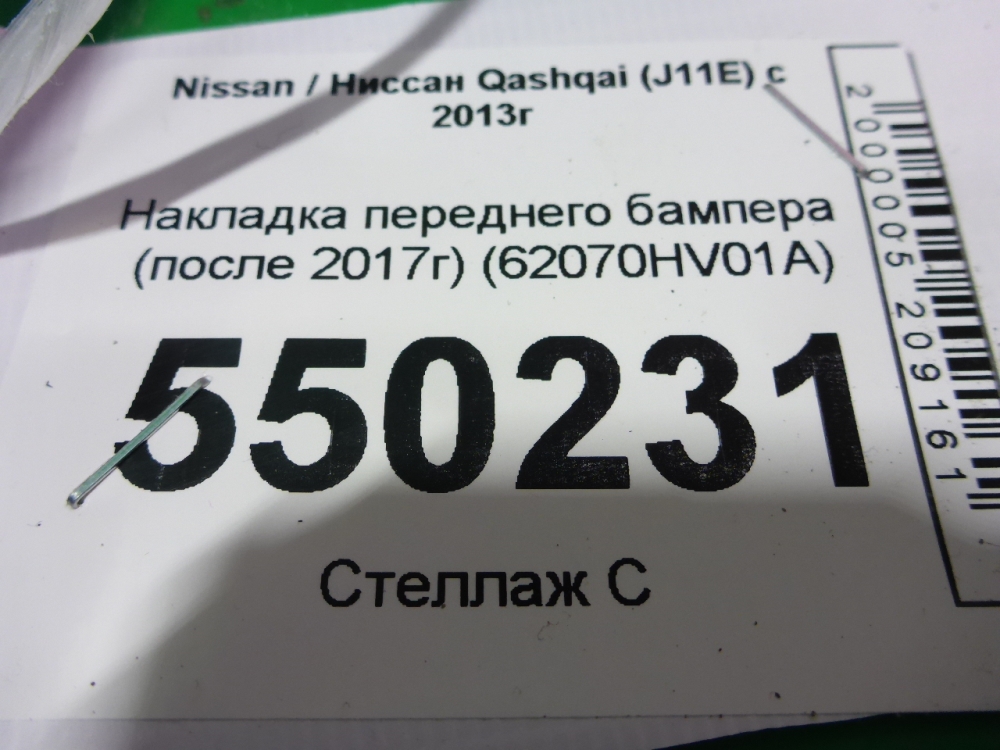 Nissan / Ниссан Qashqai (J11E) с
2013г
Накладка переднего бампера
(после 2017г) (62070HV01A)
550231
Стеллаж С
2000005209161